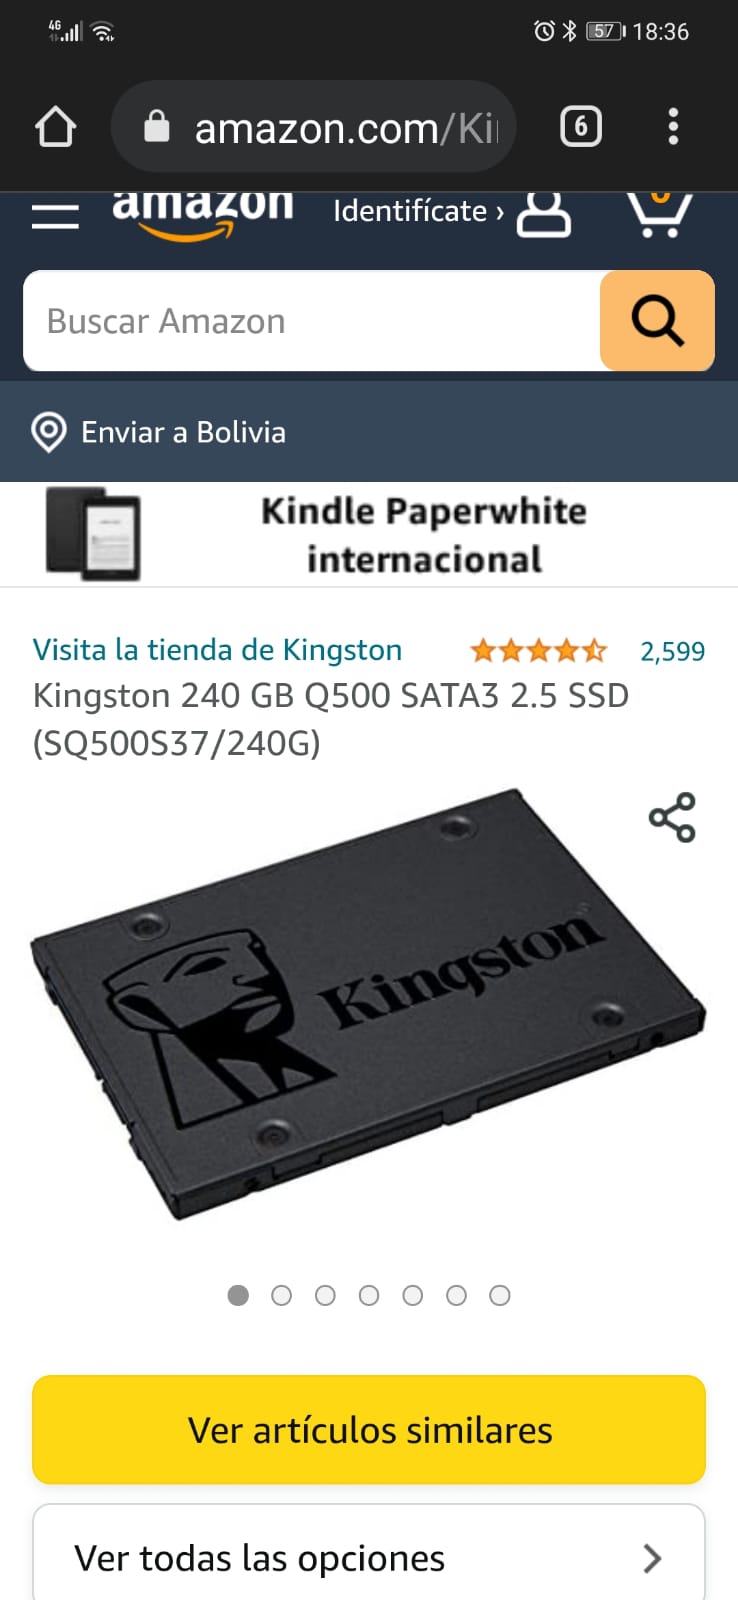 4G 57 18:36
amazon.com/Ki
6
amazon Identifícate ›
Buscar Amazon
Enviar a Bolivia
Kindle Paperwhite
internacional
Visita la tienda de Kingston 2,599
Kingston 240 GB Q500 SATA3 2.5 SSD
(SQ500S37/240G)
Kingston
Ver artículos similares
Ver todas las opciones